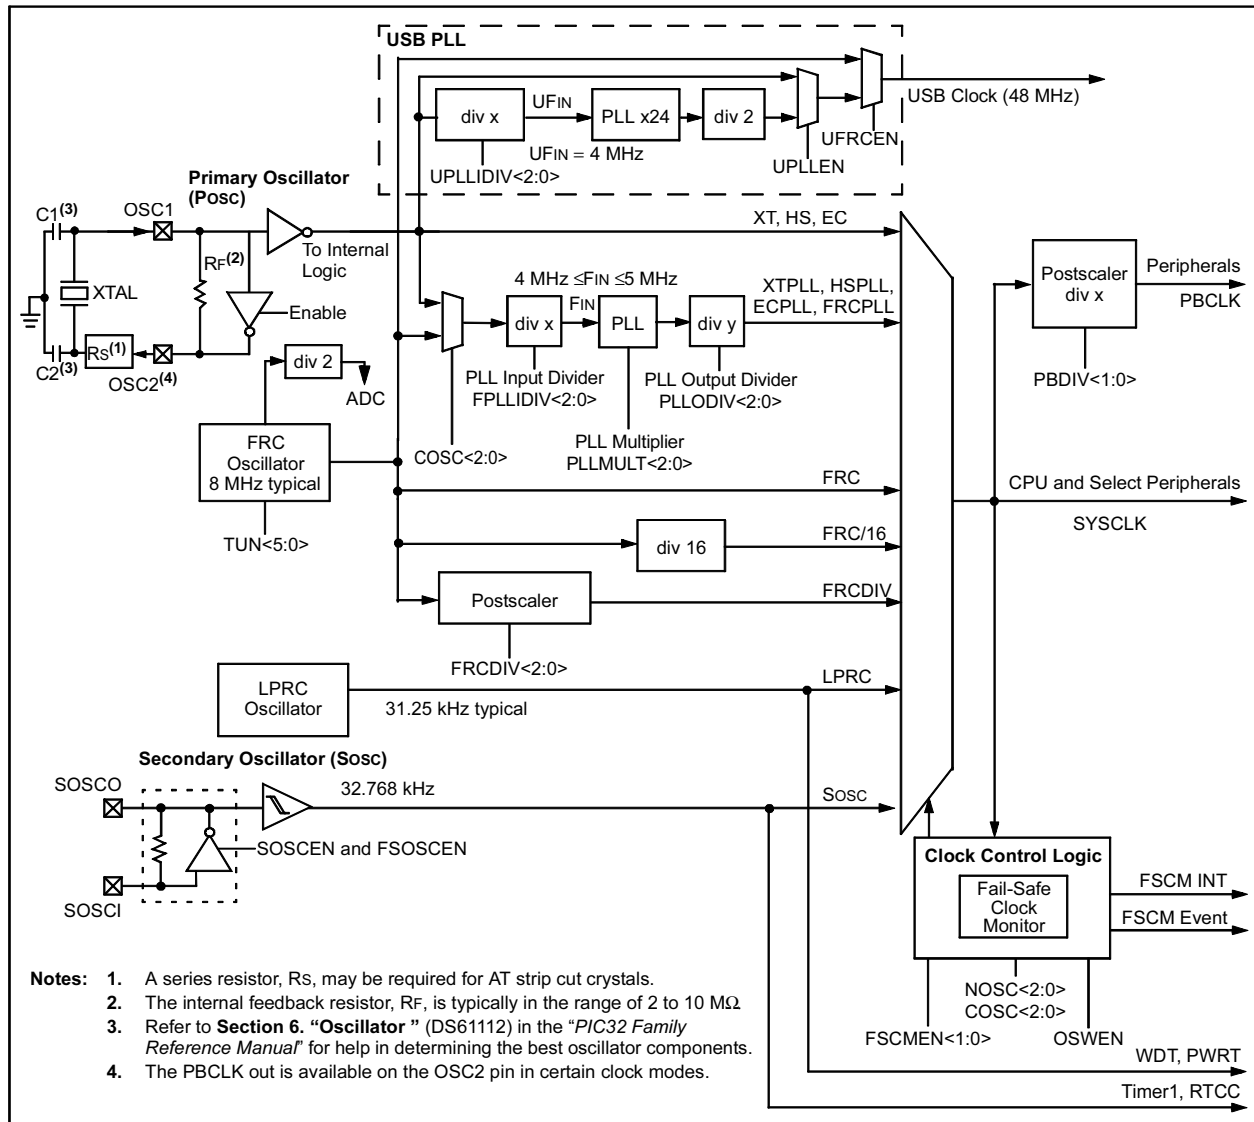 USB PLL
USB Clock (48 MHz)
div x
UFIN
PLL x24
div 2
UFIN = 4 MHz
UFRCEN
UPLLEN
UPLLIDIV<2:0>
Primary Oscillator
(POSC)
C1(3)
OSC1
XT, HS, EC
To Internal
Logic
RF(2)
XTAL
Enable
4 MHz ≤FIN ≤5 MHz
FIN
XTPLL, HSPLL,
ECPLL, FRCPLL
Postscaler
div x
Peripherals
PBCLK
div x
PLL
div y
RS(1)
C2(3)
OSC2(4)
div 2
ADC
PLL Input Divider
FPLLIDIV<2:0>
PLL Output Divider
PLLODIV<2:0>
PBDIV<1:0>
COSC<2:0>
PLL Multiplier
PLLMULT<2:0>
FRC
Oscillator
8 MHz typical
TUN<5:0>
FRC
CPU and Select Peripherals
SYSCLK
div 16
FRC/16
Postscaler
FRCDIV
FRCDIV<2:0>
LPRC
Oscillator
31.25 kHz typical
LPRC
Secondary Oscillator (SOSC)
SOSCO
32.768 kHz
SOSC
SOSCEN and FSOSCEN
SOSCI
Clock Control Logic
Fail-Safe
Clock
Monitor
FSCM INT
FSCM Event
NOSC<2:0>
COSC<2:0>
FSCMEN<1:0>
OSWEN
WDT, PWRT
Timer1, RTCC
Notes: 1. A series resistor, RS, may be required for AT strip cut crystals.
2. The internal feedback resistor, RF, is typically in the range of 2 to 10 MΩ
3. Refer to Section 6. “Oscillator ” (DS61112) in the “PIC32 Family
Reference Manual” for help in determining the best oscillator components.
4. The PBCLK out is available on the OSC2 pin in certain clock modes.